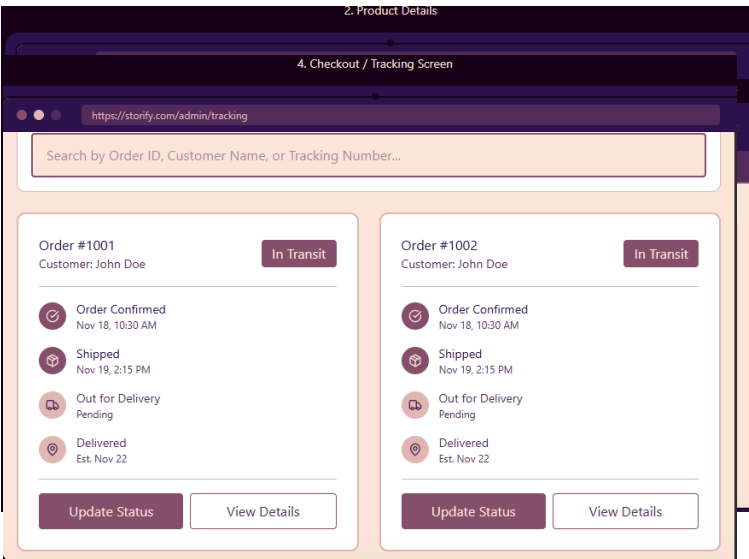 2. Product Details
4. Checkout / Tracking Screen
https://storify.com/admin/tracking
Search by Order ID, Customer Name, or Tracking Number...
Order #1001
Customer: John Doe
In Transit
Order Confirmed
Nov 18, 10:30 AM
Shipped
Nov 19, 2:15 PM
Out for Delivery
Pending
Delivered
Est. Nov 22
Update Status
View Details
Order #1002
Customer: John Doe
In Transit
Order Confirmed
Nov 18, 10:30 AM
Shipped
Nov 19, 2:15 PM
Out for Delivery
Pending
Delivered
Est. Nov 22
Update Status
View Details